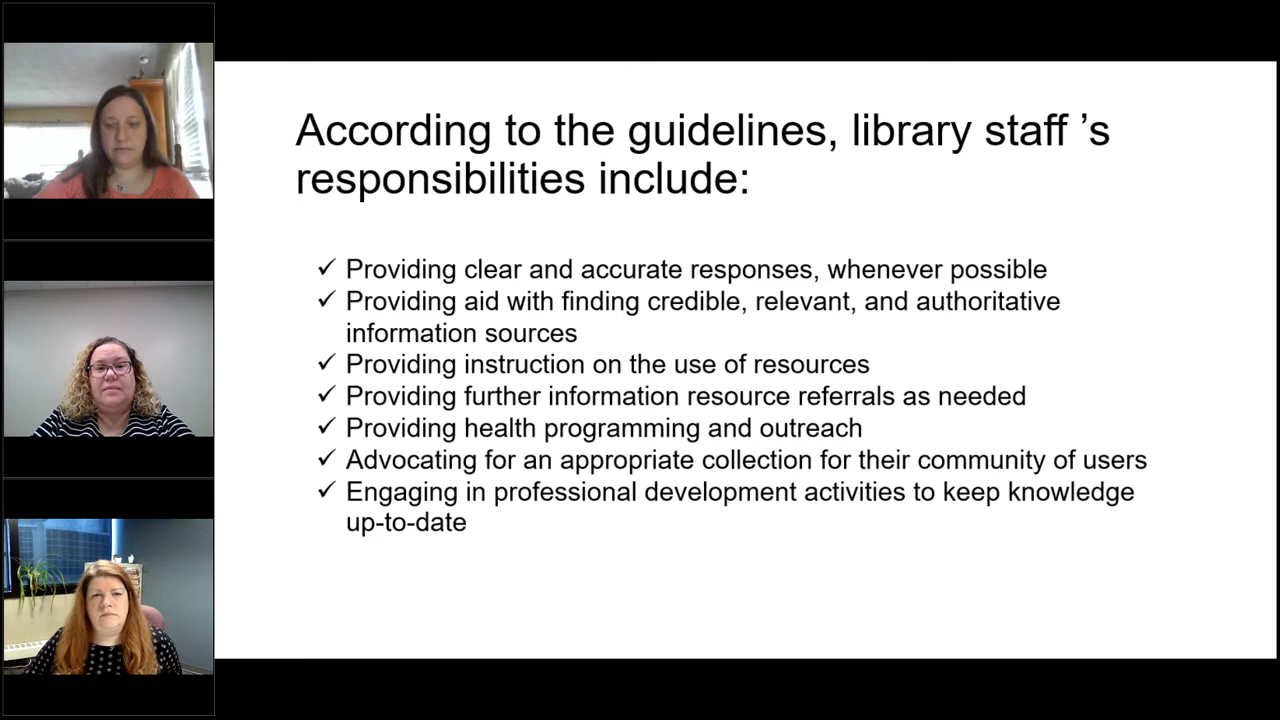 According to the guidelines, library staff ’s
responsibilities include:
✓ Providing clear and accurate responses, whenever possible
✓ Providing aid with finding credible, relevant, and authoritative
information sources
✓ Providing instruction on the use of resources
✓ Providing further information resource referrals as needed
✓ Providing health programming and outreach
✓ Advocating for an appropriate collection for their community of users
✓ Engaging in professional development activities to keep knowledge
up-to-date